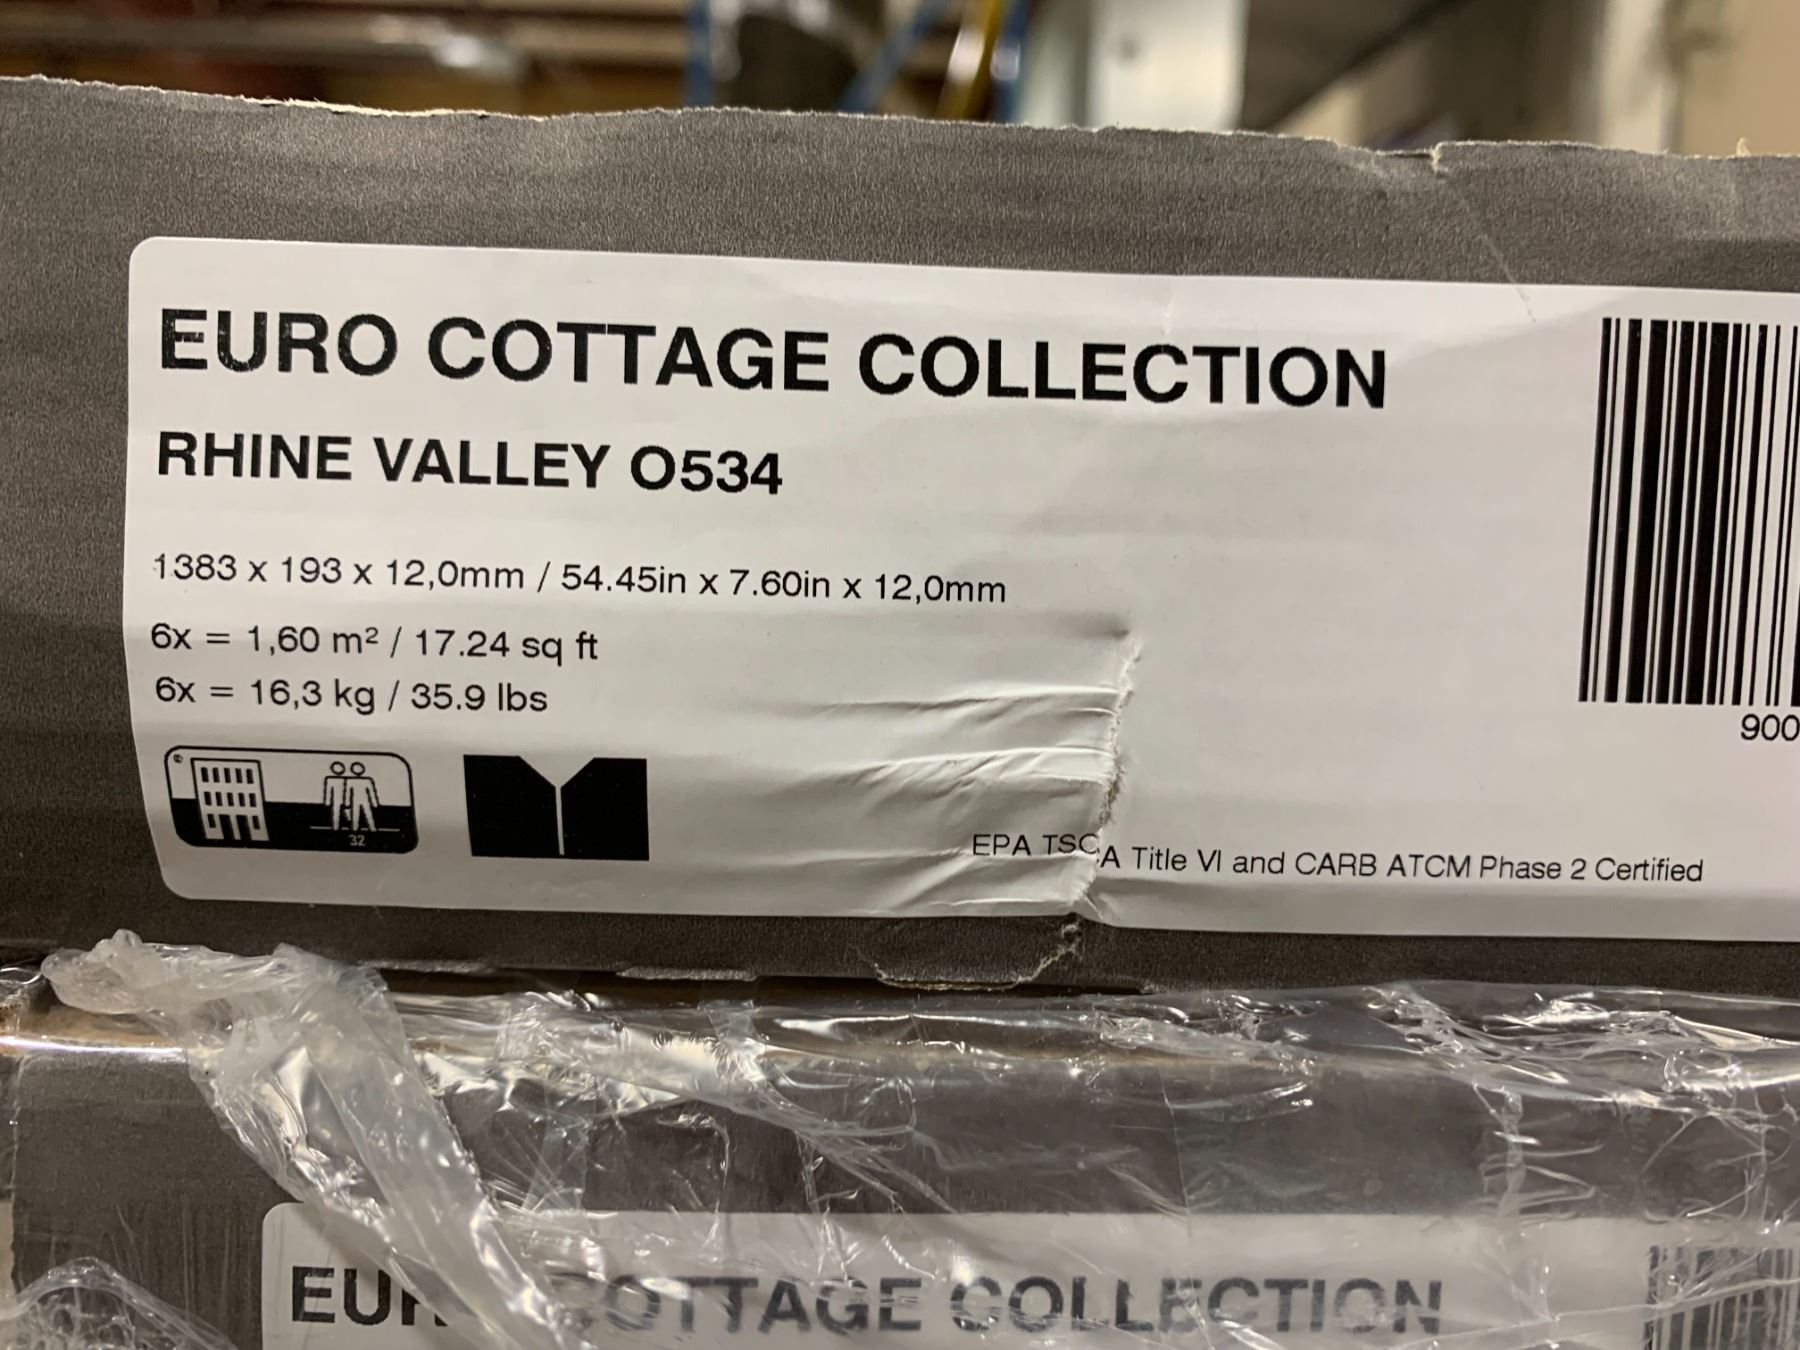 EURO COTTAGE COLLECTION
RHINE VALLEY O534
1383 x 193 x 12,0mm / 54.45in x 7.60in x 12,0mm
6x = 1,60 m² / 17.24 sq ft
6x = 16,3 kg / 35.9 lbs
32
900
EPA TSCA Title VI and CARB ATCM Phase 2 Certified
EURO COTTAGE COLLECTION